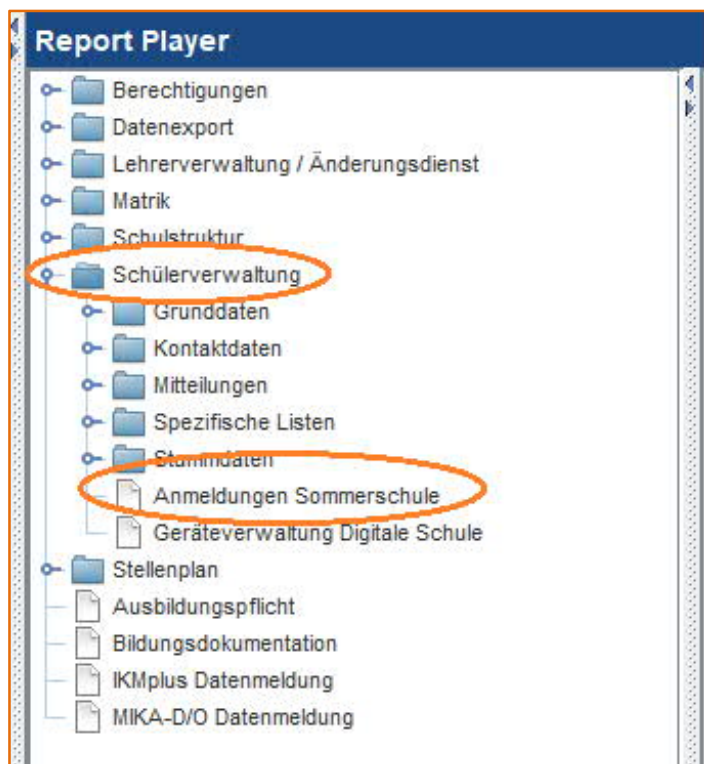 Report Player
Berechtigungen
Datenexport
Lehrerverwaltung / Änderungsdienst
Matrik
Schulstruktur
Schülerverwaltung
Grunddaten
Kontaktdaten
Mitteilungen
Spezifische Listen
Stammdaten
Anmeldungen Sommerschule
Geräteverwaltung Digitale Schule
Stellenplan
Ausbildungspflicht
Bildungsdokumentation
IKMplus Datenmeldung
MIKA-D/O Datenmeldung